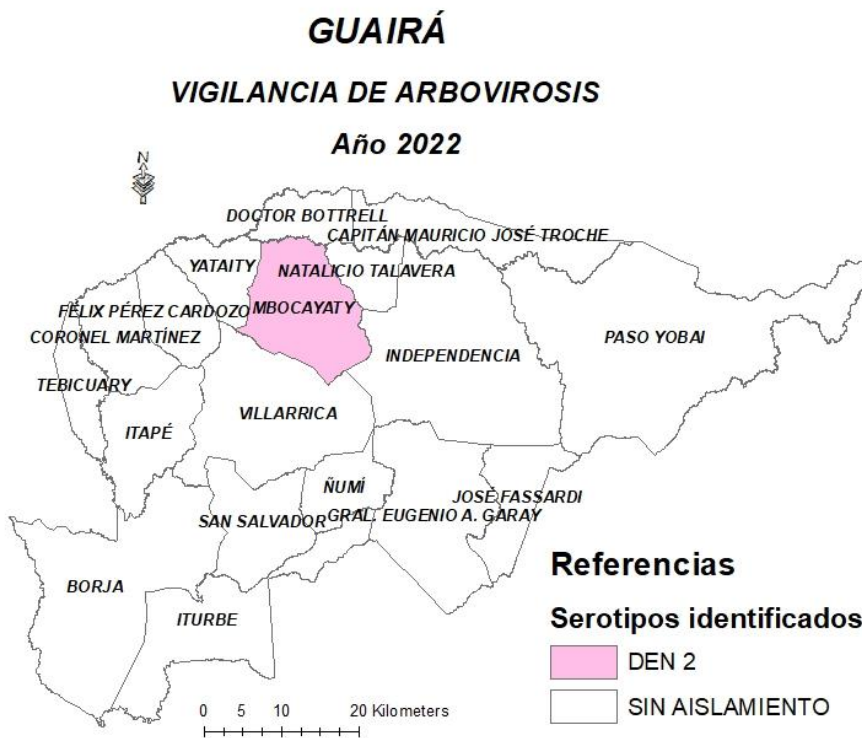 GUAIRÁ
VIGILANCIA DE ARBOVIROSIS
Año 2022
N
DOCTOR BOTTRELL
CAPITÁN MAURICIO JOSÉ TROCHE
YATAITY
NATALICIO TALAVERA
FÉLIX PÉREZ CARDOZO
MBOCAYATY
CORONEL MARTÍNEZ
INDEPENDENCIA
PASO YOBAI
TEBICUARY
VILLARRICA
ITAPÉ
ÑUMÍ
JOSÉ FASSARDI
SAN SALVADOR
GRAL. EUGENIO A. GARAY
BORJA
ITURBE
Referencias
Serotipos identificados
DEN 2
SIN AISLAMIENTO
0 5 10 20 Kilometers